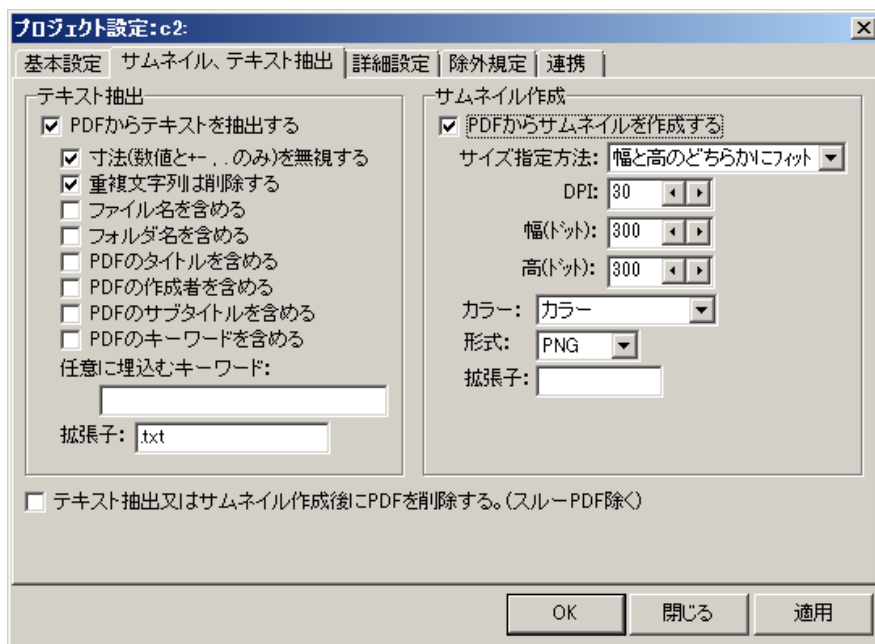 プロジェクト設定:c2:
基本設定 サムネイル、テキスト抽出 詳細設定 除外規定 連携
テキスト抽出
PDFからテキストを抽出する
寸法(数値と+- , . のみ)を無視する
重複文字列は削除する
ファイル名を含める
フォルダ名を含める
PDFのタイトルを含める
PDFの作成者を含める
PDFのサブタイトルを含める
PDFのキーワードを含める
任意に埋込むキーワード:
拡張子: .txt
サムネイル作成
PDFからサムネイルを作成する
サイズ指定方法: 幅と高のどちらかにフィット
DPI: 30
幅(ドット): 300
高(ドット): 300
カラー: カラー
形式: PNG
拡張子:
テキスト抽出又はサムネイル作成後にPDFを削除する。(スルーPDF除く)
OK 閉じる 適用